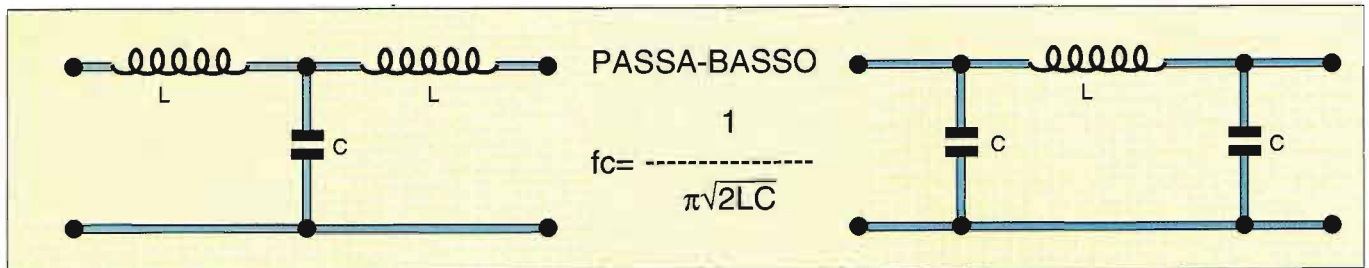 L
L
C
PASSA-BASSO
1
fc= ------------
π√2LC
L
C
C